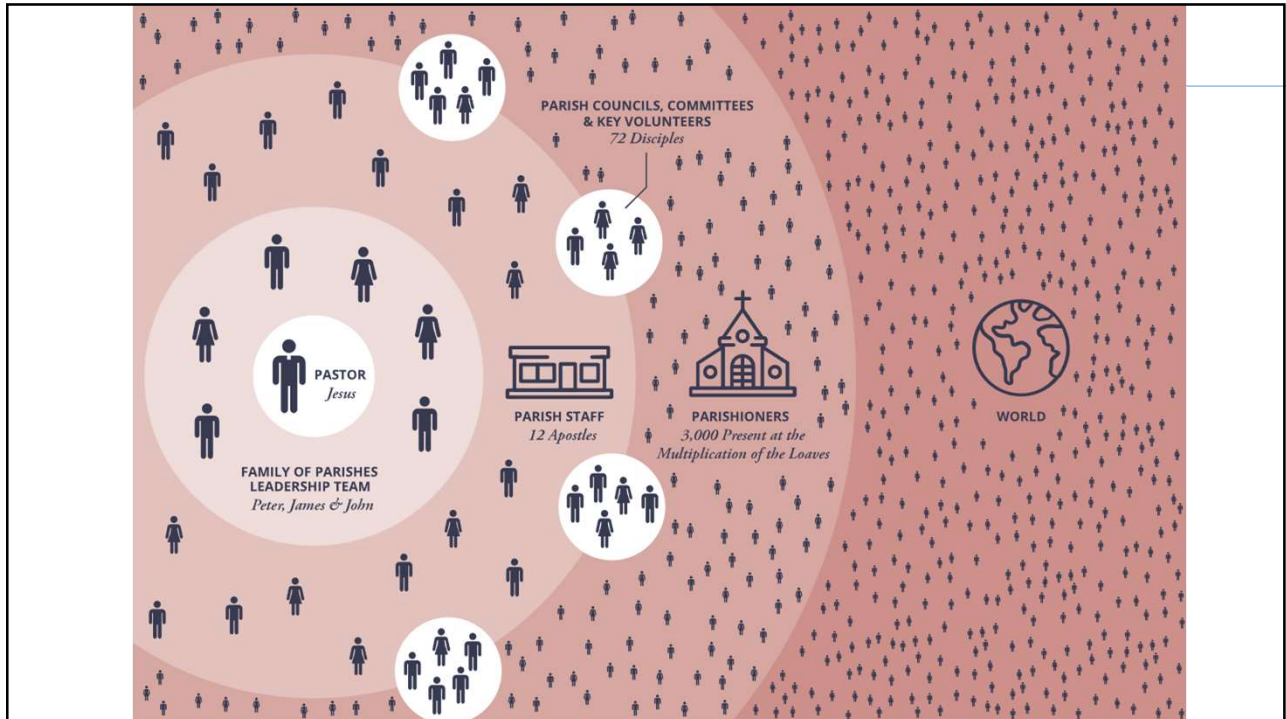 PARISH COUNCILS, COMMITTEES
& KEY VOLUNTEERS
72 Disciples
PASTOR
Jesus
FAMILY OF PARISHES
LEADERSHIP TEAM
Peter, James & John
PARISH STAFF
12 Apostles
PARISHIONERS
3,000 Present at the
Multiplication of the Loaves
WORLD